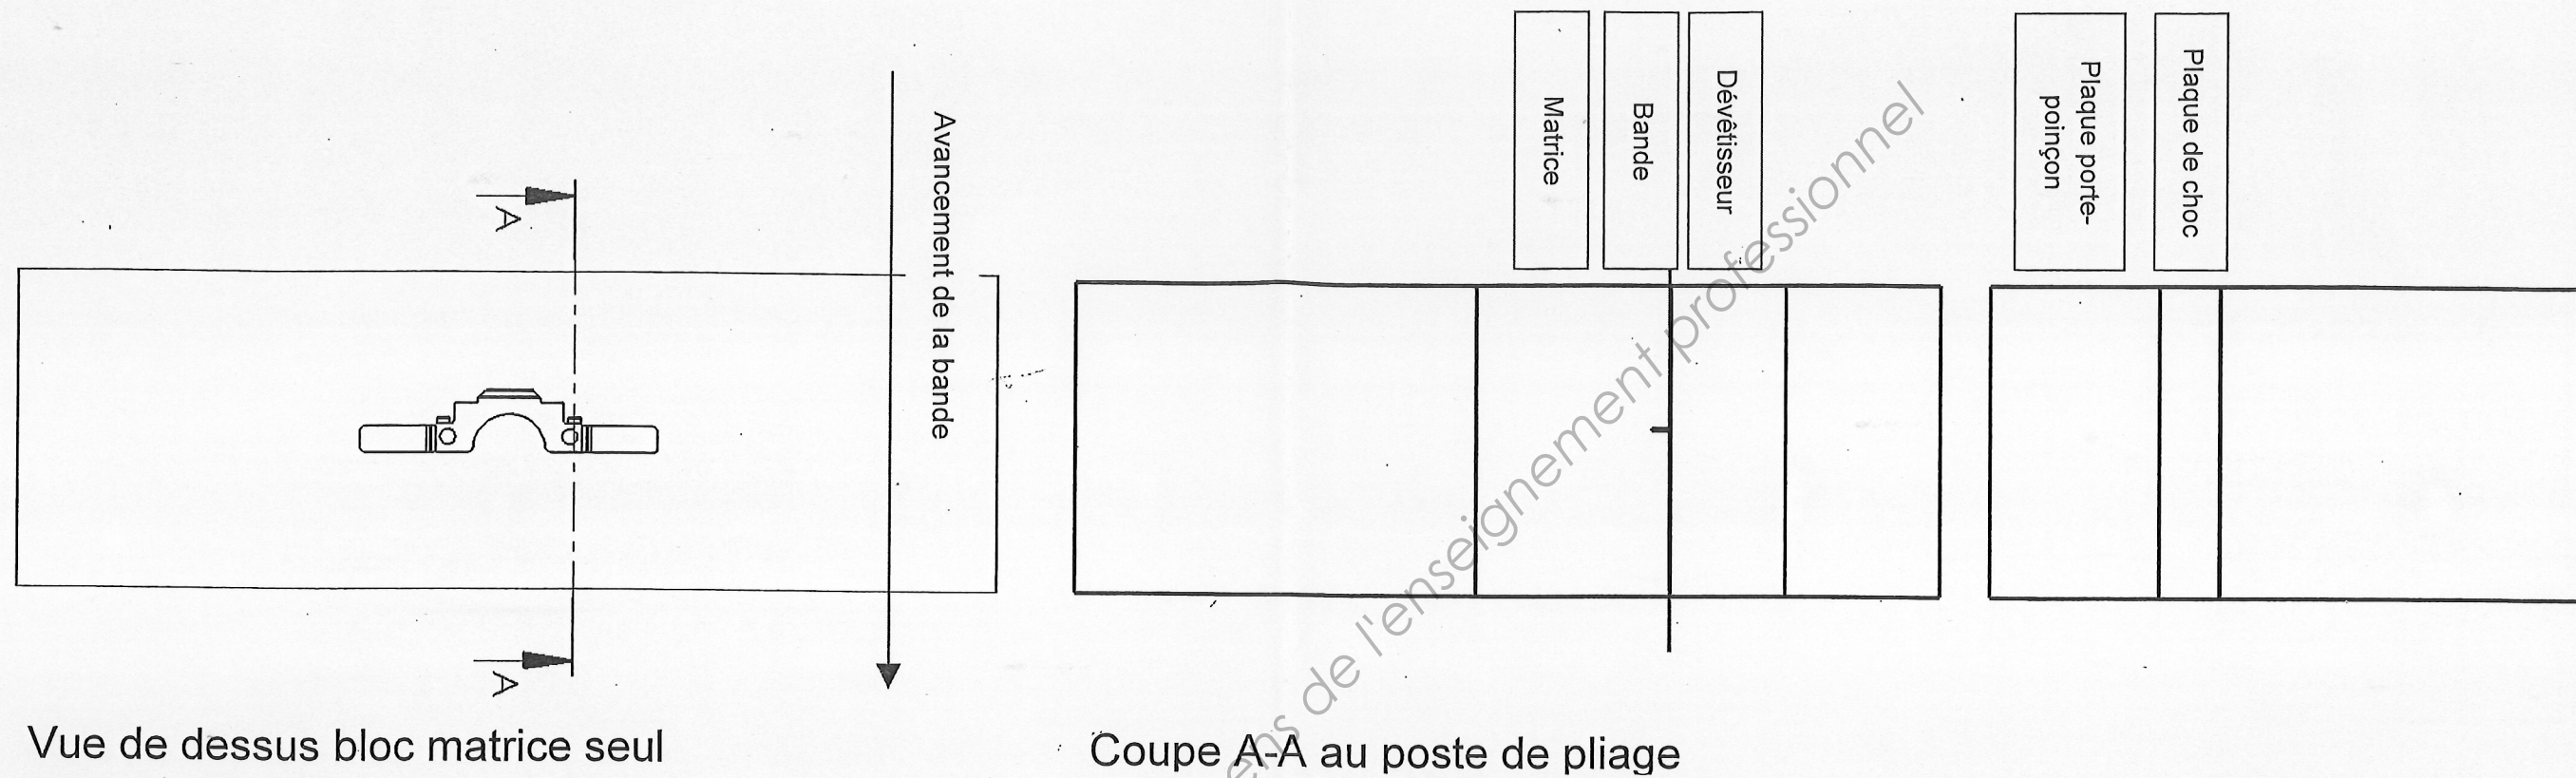 A
A
Avancement de la bande
Matrice
Bande
Dévêtisseur
Plaque porte-
poinçon
Plaque de choc
ens de l'enseignement professionnel
Vue de dessus bloc matrice seul
Coupe A-A au poste de pliage